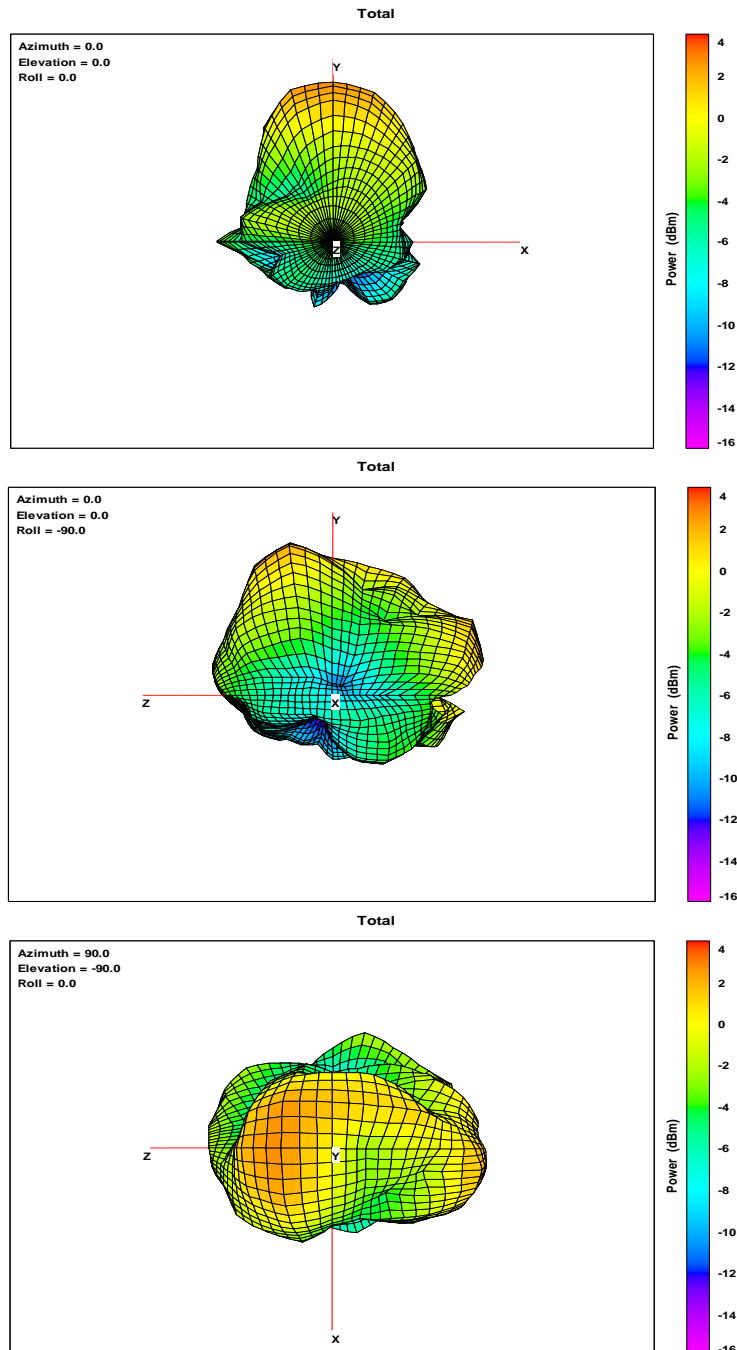 Total
Azimuth = 0.0
Elevation = 0.0
Roll = 0.0
Y
Z
X
4
2
0
-2
-4
-6
-8
-10
-12
-14
-16
Power (dBm)
Total
Azimuth = 0.0
Elevation = 0.0
Roll = -90.0
Y
Z
X
4
2
0
-2
-4
-6
-8
-10
-12
-14
-16
Power (dBm)
Total
Azimuth = 90.0
Elevation = -90.0
Roll = 0.0
Z
Y
X
4
2
0
-2
-4
-6
-8
-10
-12
-14
-16
Power (dBm)